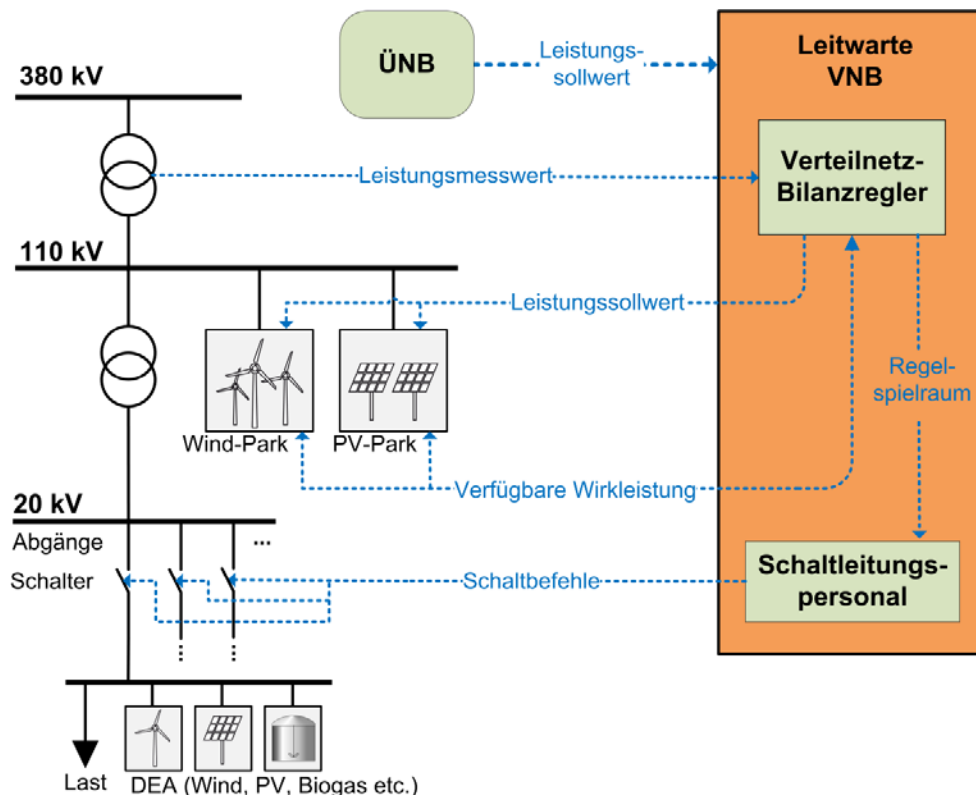 ÜNB
Leistungs-
sollwert
Leitwarte
VNB
380 kV
Leistungsmesswert
Verteilnetz-
Bilanzregler
110 kV
Leistungssollwert
Regel-
spielraum
Wind-Park
PV-Park
Verfügbare Wirkleistung
20 kV
Abgänge
...
Schalter
Schaltbefehle
Schaltleitungs-
personal
Last
DEA (Wind, PV, Biogas etc.)